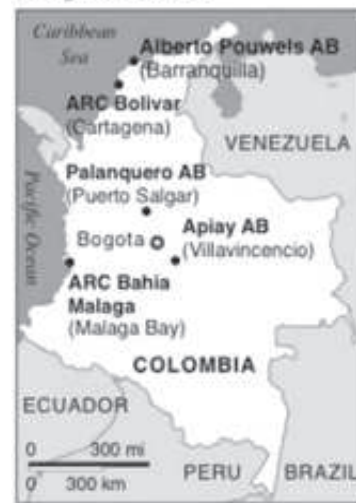 Caribbean
Sea
Alberto Pouwels AB
(Barranquilla)
ARC Bolivar
(Cartagena)
VENEZUELA
Palanquero AB
(Puerto Salgar)
Pacific Ocean
Bogota
Apiay AB
(Villavincencio)
ARC Bahia
Malaga
(Malaga Bay)
COLOMBIA
ECUADOR
0 300 mi
0 300 km
PERU
BRAZIL